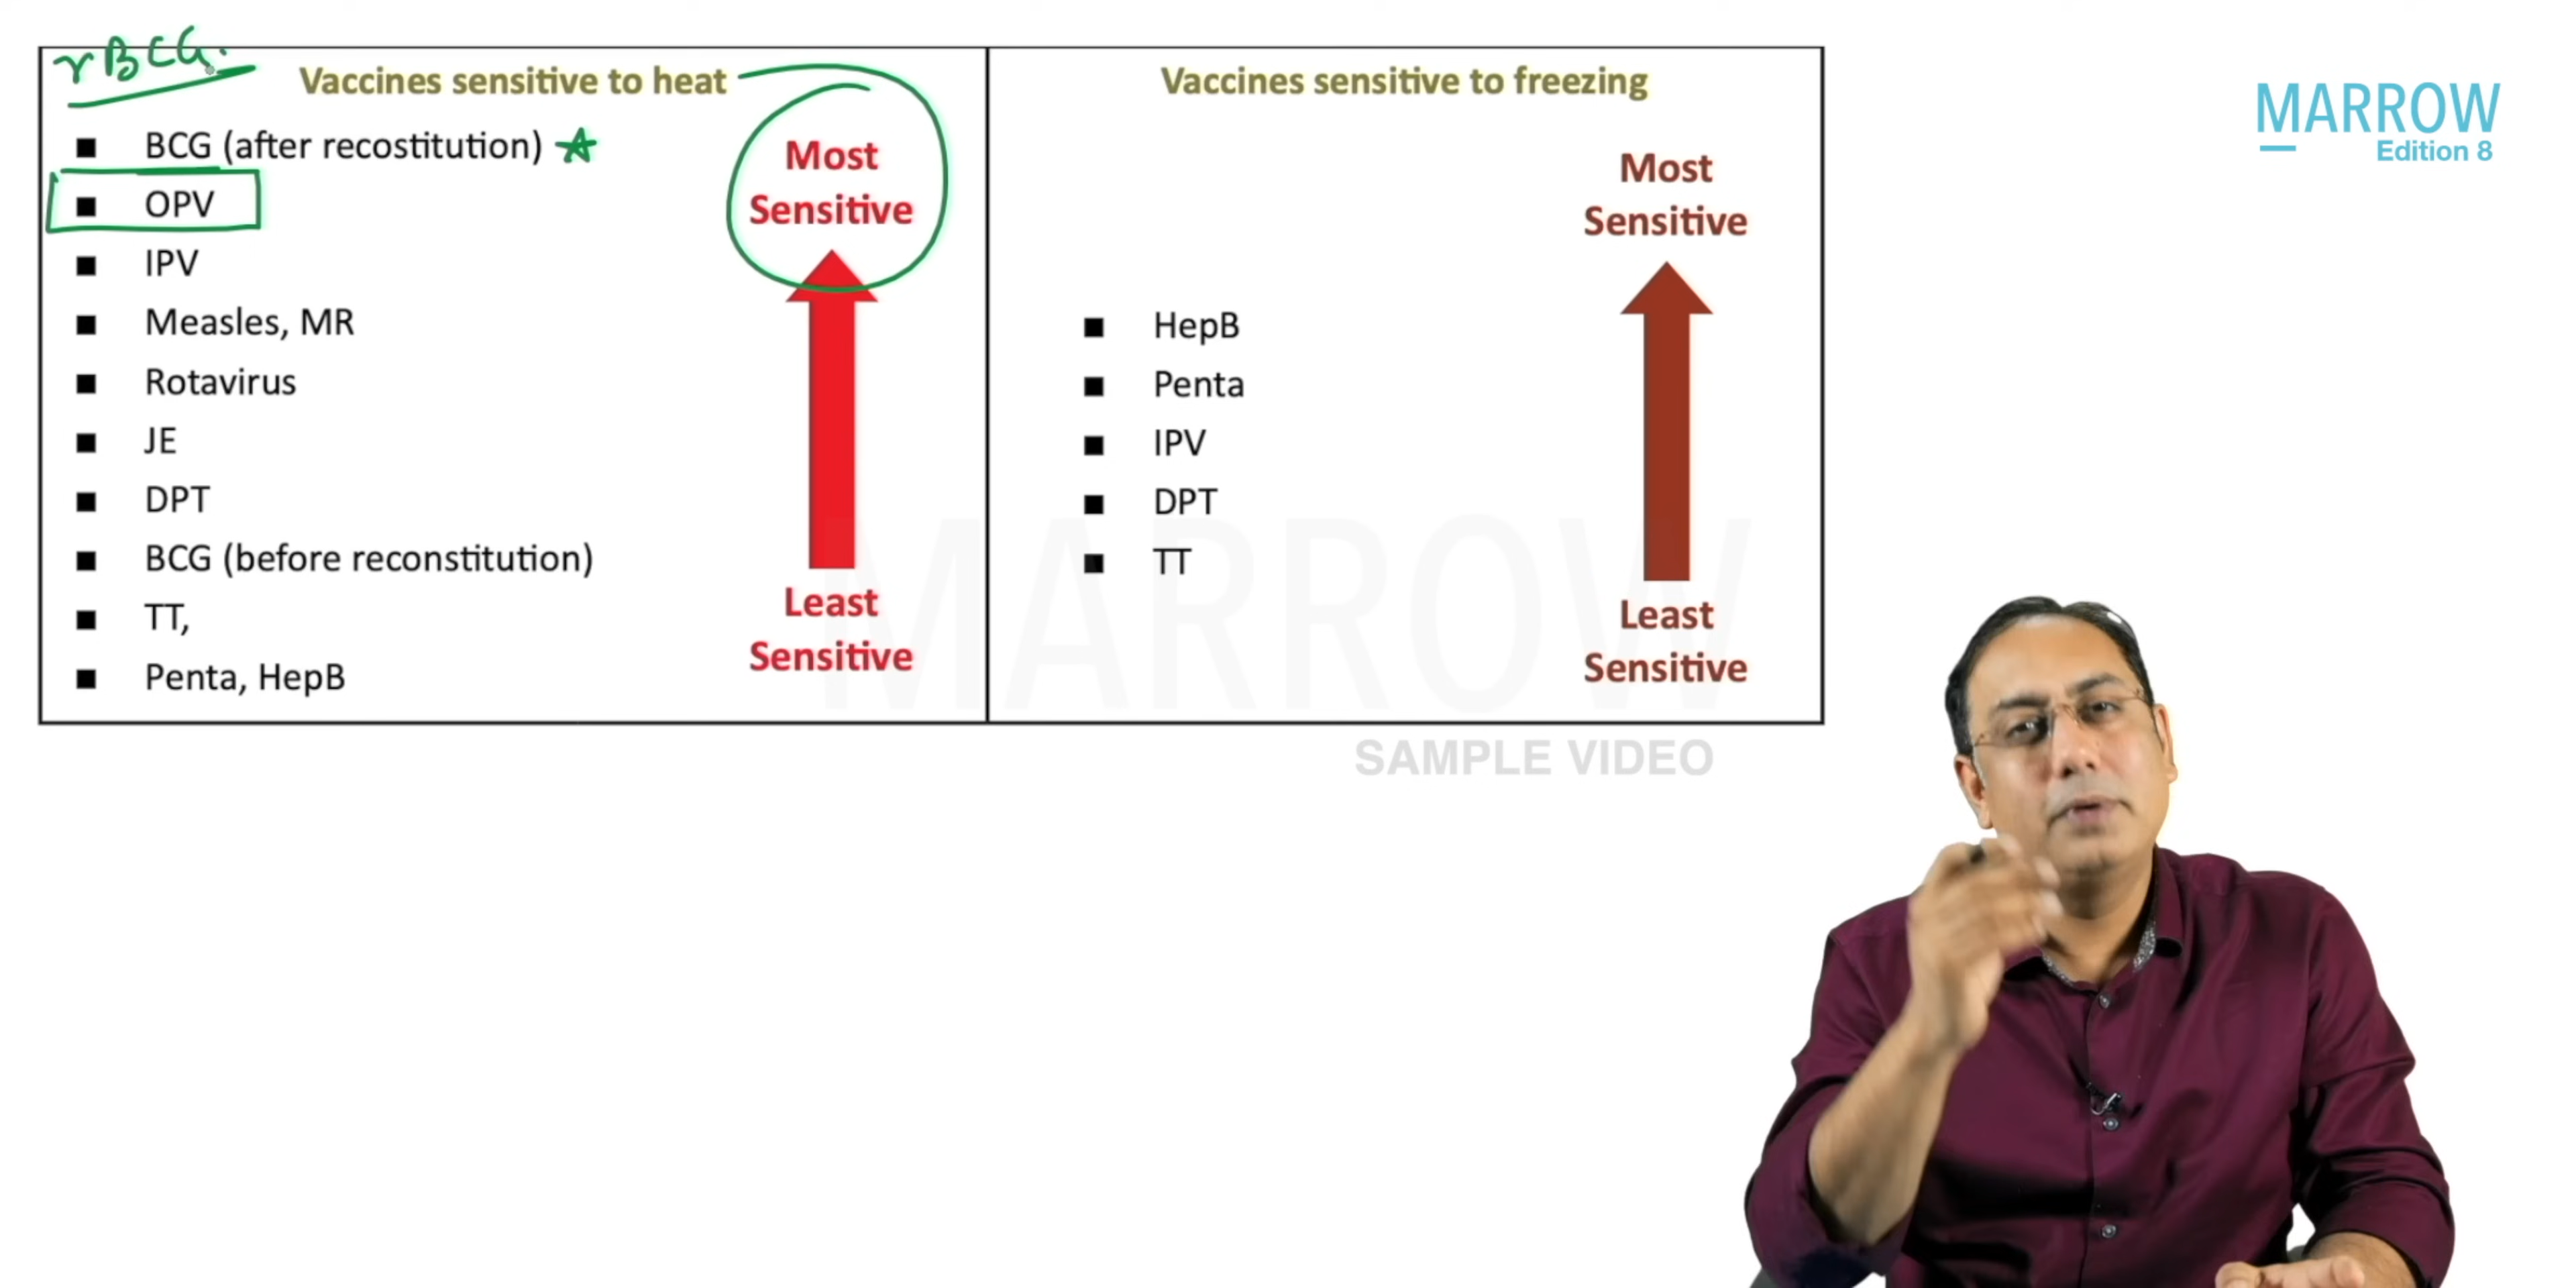 rBCG.
Vaccines sensitive to heat
■ BCG (after recostitution)
■ OPV
■ IPV
■ Measles, MR
■ Rotavirus
■ JE
■ DPT
■ BCG (before reconstitution)
■ TT,
■ Penta, HepB
Most
Sensitive
Least
Sensitive
Vaccines sensitive to freezing
■ HepB
■ Penta
■ IPV
■ DPT
■ TT
Most
Sensitive
Least
Sensitive
MARROW
Edition 8
MARROW
SAMPLE VIDEO